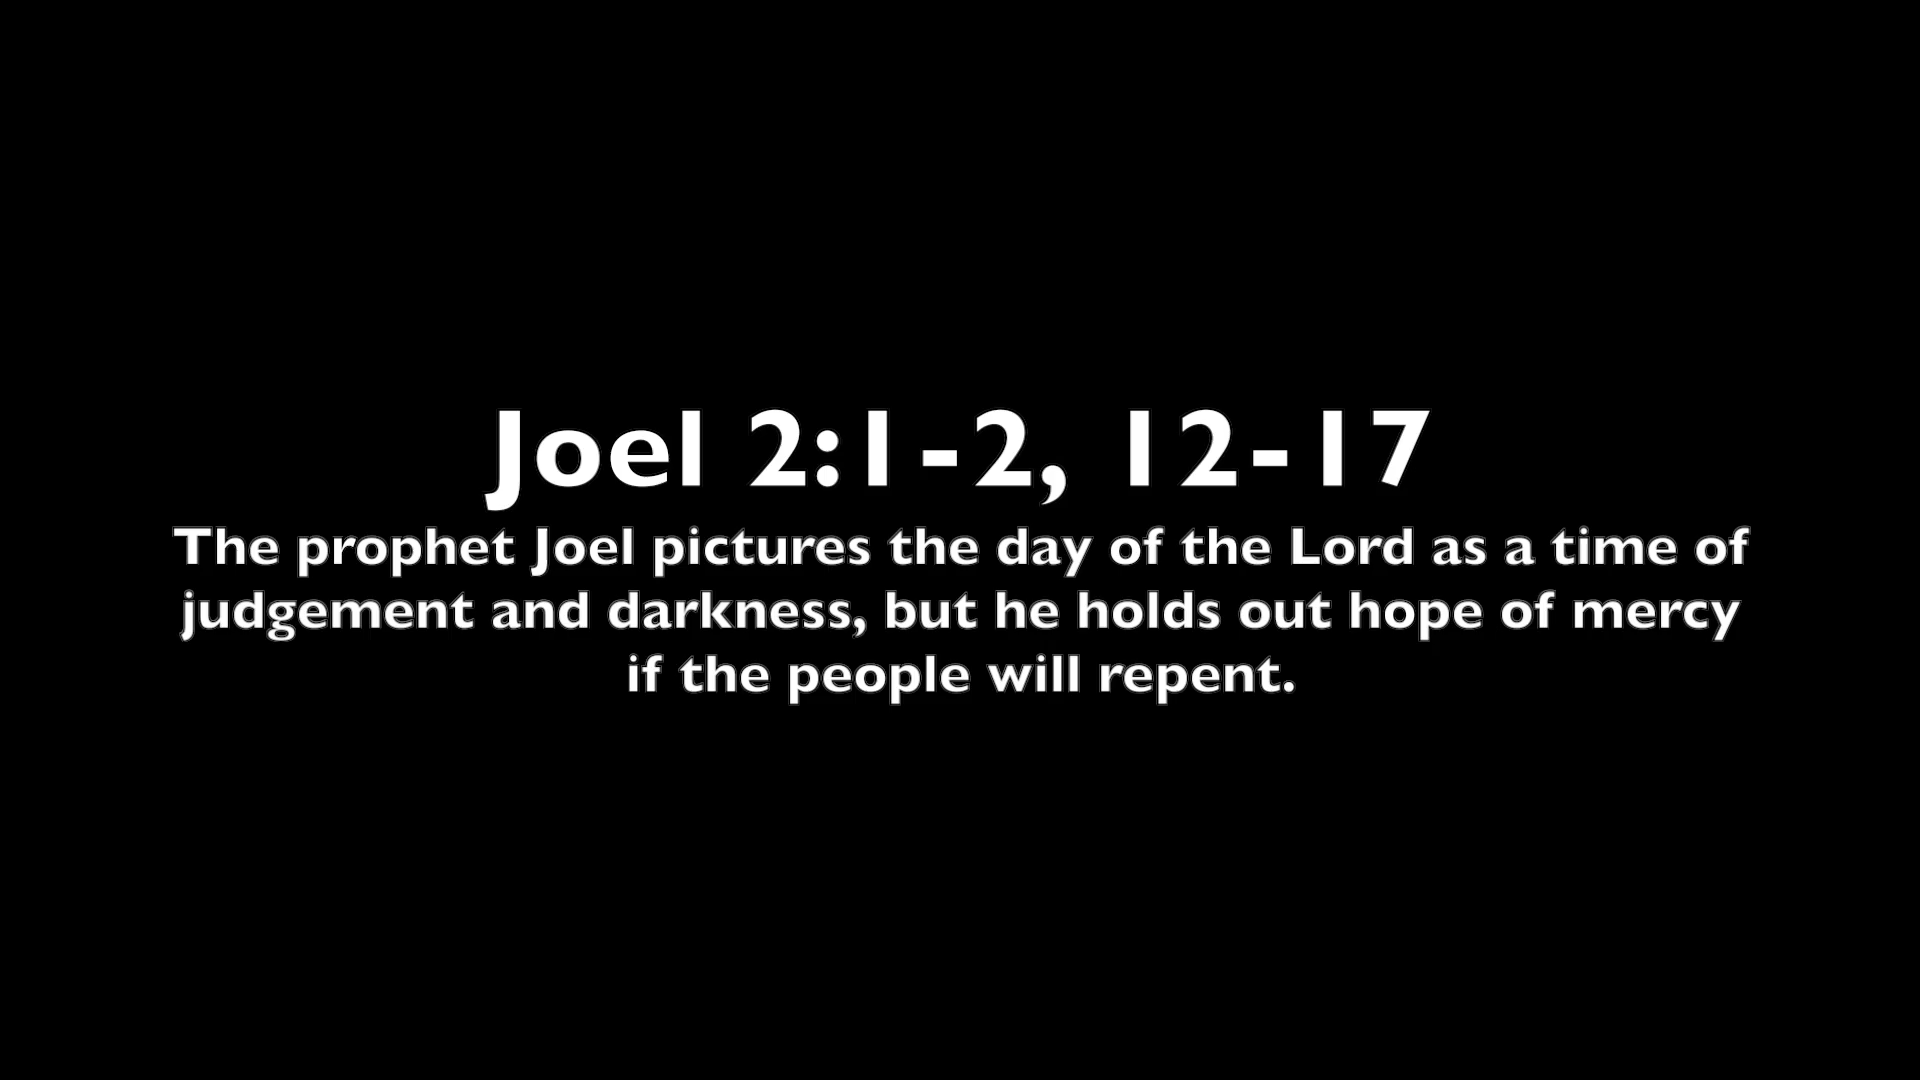 Joel 2:1-2, 12-17
The prophet Joel pictures the day of the Lord as a time of
judgement and darkness, but he holds out hope of mercy
if the people will repent.